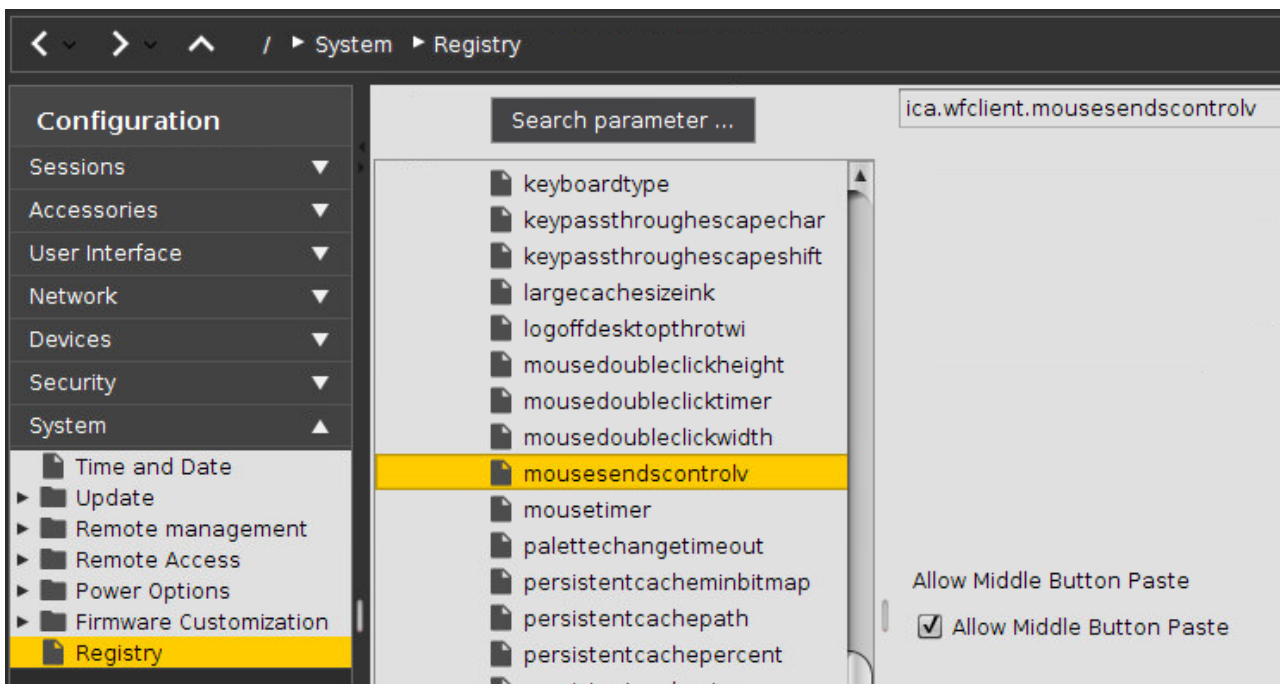 / System Registry
Configuration
Sessions
Accessories
User Interface
Network
Devices
Security
System
Time and Date
Update
Remote management
Remote Access
Power Options
Firmware Customization
Registry
Search parameter ...
keyboardtype
keypassthroughescapechar
keypassthroughescapeshift
largecachesizeink
logoffdesktopthrotwi
mousedoubleclickheight
mousedoubleclicktimer
mousedoubleclickwidth
mousesendscontrolv
mousetimer
palettechangetimeout
persistentcacheminbitmap
persistentcachepath
persistentcachepercent
ica.wfclient.mousesendscontrolv
Allow Middle Button Paste
Allow Middle Button Paste